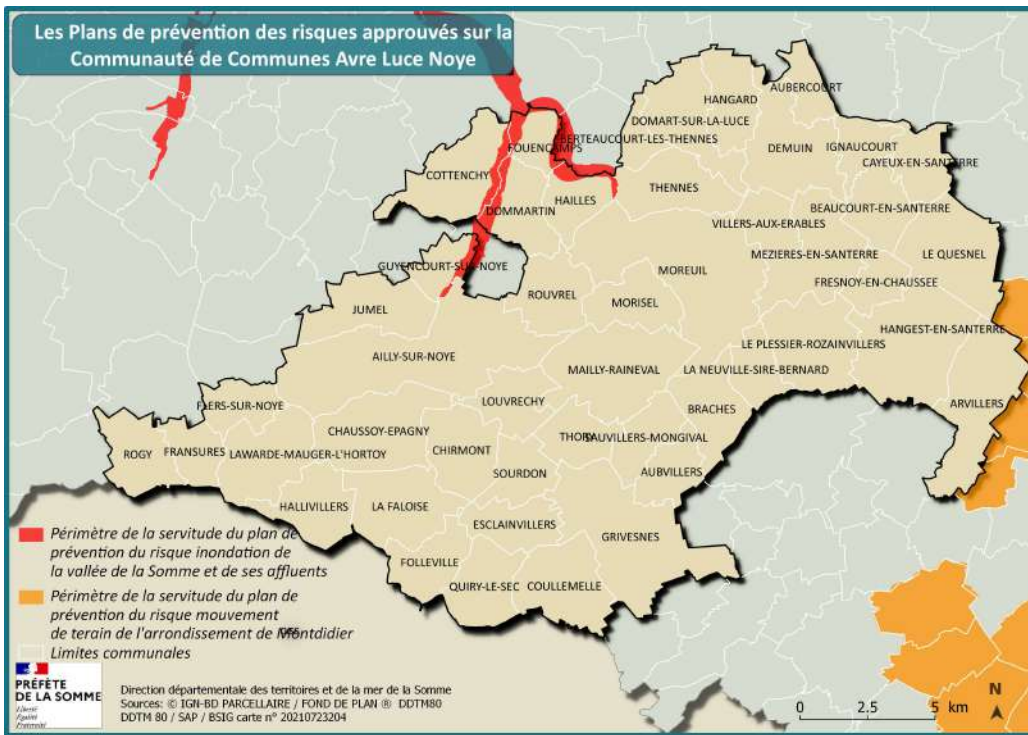 Les Plans de prévention des risques approuvés sur la
Communauté de Communes Avre Luce Noye
AUBERCOURT
HANGARD
DOMART-SUR-LA-LUCE
BERTEAUCOURT-LES-THENNES
FOUENCAMPS
DEMUIN
IGNAUCOURT
CAYEUX-EN-SANTERRE
COTTENCHY
THENNES
HAILLES
DOMMARTIN
BEAUCOURT-EN-SANTERRE
VILLERS-AUX-ERABLES
MEZIERES-EN-SANTERRE
LE QUESNEL
GUYENCOURT-SUR-NOYE
MOREUIL
FRESNOY-EN-CHAUSSEE
ROUVREL
MORISEL
JUMEL
HANGEST-EN-SANTERRE
LE PLESSIER-ROZAINVILLERS
AILLY-SUR-NOYE
MAILLY-RAINEVAL
LA NEUVILLE-SIRE-BERNARD
LOUVRECHY
ARVILLERS
FLERS-SUR-NOYE
BRACHES
CHAUSSOY-EPAGNY
THORY
SAUVILLERS-MONGIVAL
CHIRMONT
ROGY
FRANSURES
LAWARDE-MAUGER-L'HORTOY
SOURDON
AUBVILLERS
HALLIVILLERS
LA FALOISE
ESCLAINVILLERS
GRIVESNES
FOLLEVILLE
QUIRY-LE-SEC
COULLEMELLE
Périmètre de la servitude du plan de
prévention du risque inondation de
la vallée de la Somme et de ses affluents
Périmètre de la servitude du plan de
prévention du risque mouvement
de terrain de l'arrondissement de Montdidier
Limites communales
PRÉFÈTE
DE LA SOMME
Liberté
Égalité
Fraternité
Direction départementale des territoires et de la mer de la Somme
Sources: © IGN-BD PARCELLAIRE / FOND DE PLAN ® DDTM80
DDTM 80 / SAP / BSIG carte n° 20210723204
N
0 2.5 5 km